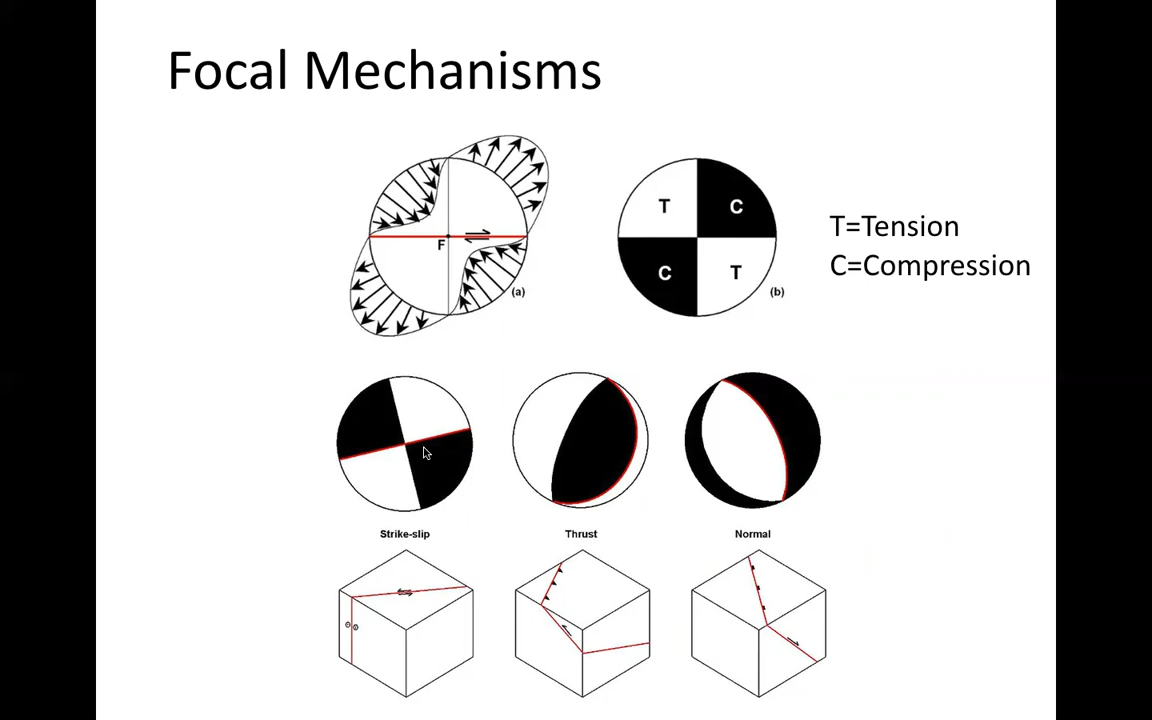 Focal Mechanisms
F
(a)
T C
C T
(b)
T=Tension
C=Compression
Strike-slip
Thrust
Normal